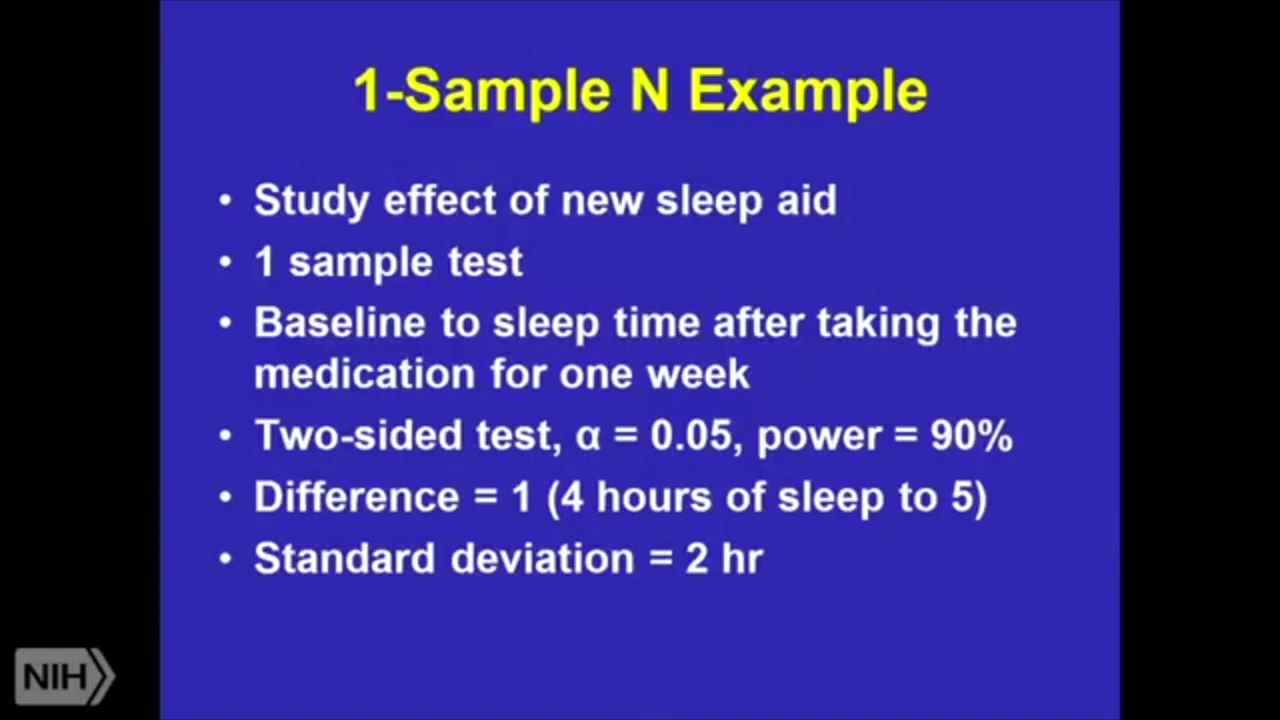 1-Sample N Example
• Study effect of new sleep aid
• 1 sample test
• Baseline to sleep time after taking the
medication for one week
• Two-sided test, α = 0.05, power = 90%
• Difference = 1 (4 hours of sleep to 5)
• Standard deviation = 2 hr
NIH